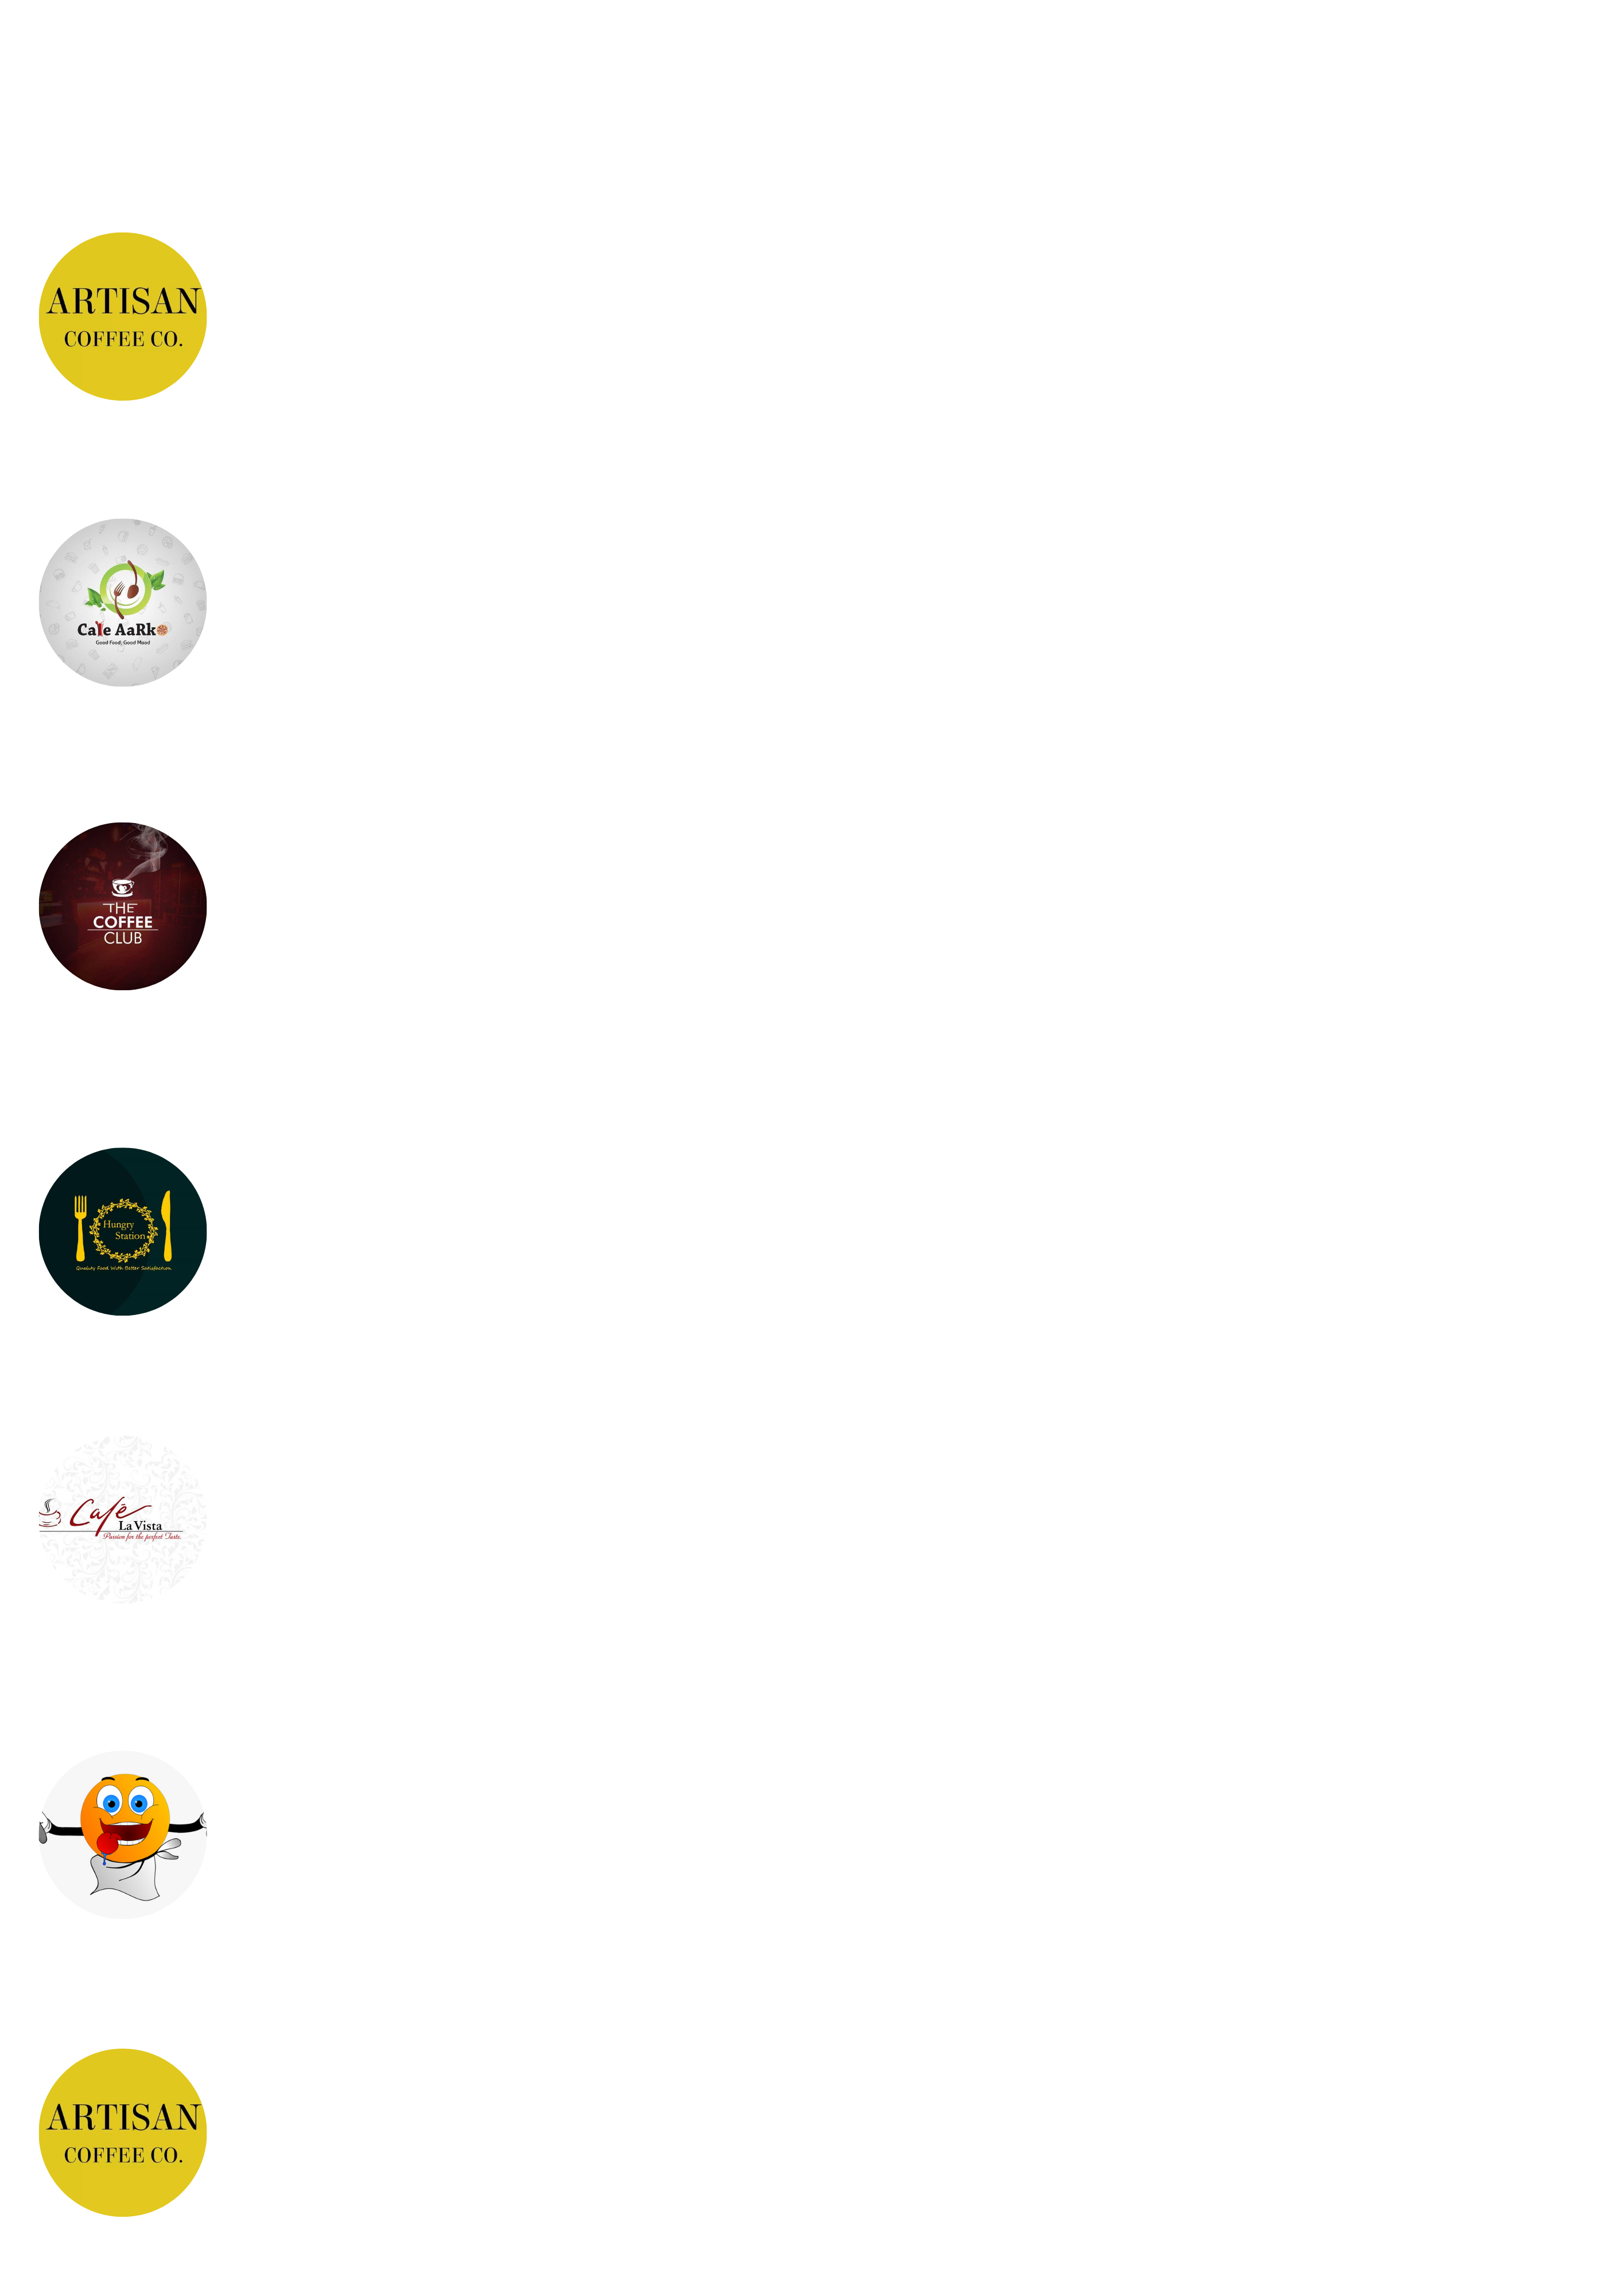 ARTISAN
COFFEE CO.
Cafe AaRko
Good Food, Good Mood
THE
COFFEE
CLUB
Hungry
Station
Quality Food With Better Satisfaction
Café
La Vista
Passion for the perfect Taste.
ARTISAN
COFFEE CO.